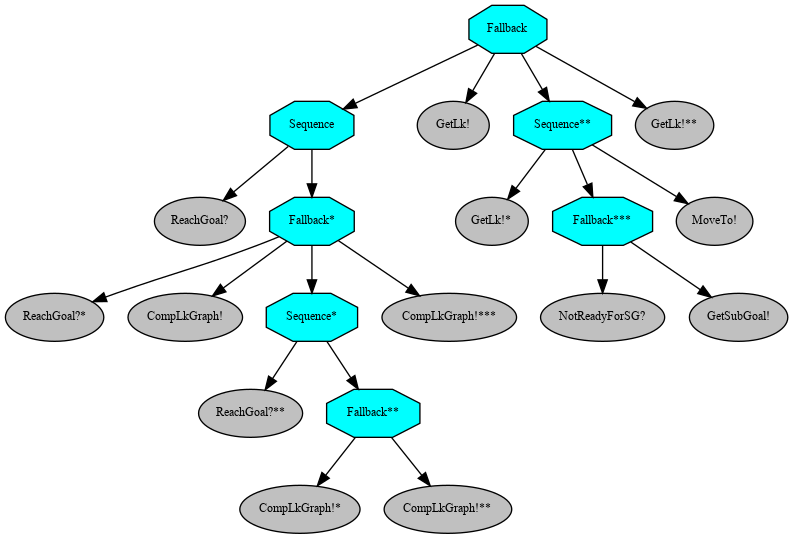 Fallback
Sequence
GetLk!
Sequence**
GetLk!**
ReachGoal?
Fallback*
GetLk!*
Fallback***
MoveTo!
ReachGoal?*
CompLkGraph!
Sequence*
CompLkGraph!***
NotReadyForSG?
GetSubGoal!
ReachGoal?**
Fallback**
CompLkGraph!*
CompLkGraph!**